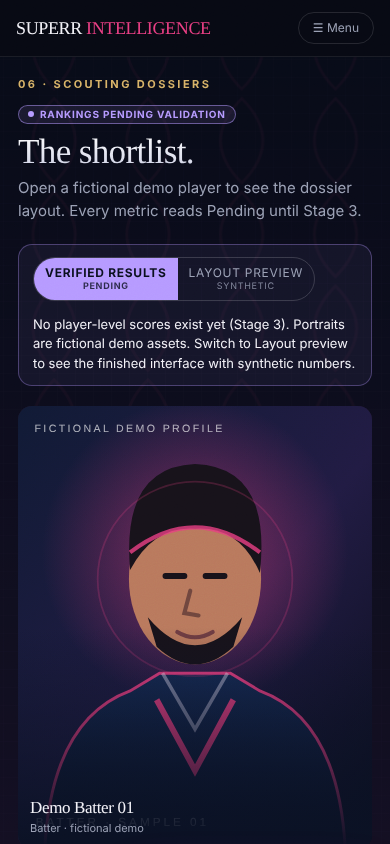 SUPERR INTELLIGENCE
☰ Menu
06 · SCOUTING DOSSIERS
RANKINGS PENDING VALIDATION
The shortlist.
Open a fictional demo player to see the dossier
layout. Every metric reads Pending until Stage 3.
VERIFIED RESULTS
PENDING
LAYOUT PREVIEW
SYNTHETIC
No player-level scores exist yet (Stage 3). Portraits
are fictional demo assets. Switch to Layout preview
to see the finished interface with synthetic numbers.
FICTIONAL DEMO PROFILE
Demo Batter 01
BATTER · SAMPLE 01
Batter · fictional demo